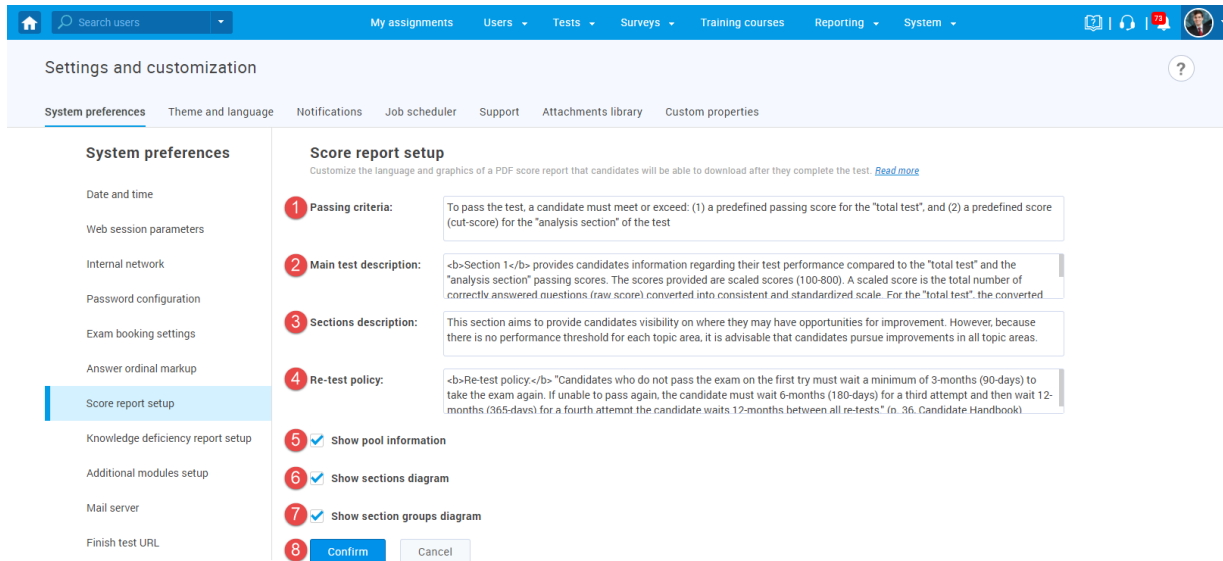 Search users
My assignments
Users
Tests
Surveys
Training courses
Reporting
System
73
Settings and customization
?
System preferences
Theme and language
Notifications
Job scheduler
Support
Attachments library
Custom properties
System preferences
Date and time
Web session parameters
Internal network
Password configuration
Exam booking settings
Answer ordinal markup
Score report setup
Knowledge deficiency report setup
Additional modules setup
Mail server
Finish test URL
Score report setup
Customize the language and graphics of a PDF score report that candidates will be able to download after they complete the test. Read more
1 Passing criteria:
To pass the test, a candidate must meet or exceed: (1) a predefined passing score for the "total test", and (2) a predefined score
(cut-score) for the "analysis section" of the test
2 Main test description:
<b>Section 1</b> provides candidates information regarding their test performance compared to the "total test" and the
"analysis section" passing scores. The scores provided are scaled scores (100-800). A scaled score is the total number of
correctly answered questions (raw score) converted into consistent and standardized scale. For the "total test", the converted
3 Sections description:
This section aims to provide candidates visibility on where they may have opportunities for improvement. However, because
there is no performance threshold for each topic area, it is advisable that candidates pursue improvements in all topic areas.
4 Re-test policy:
<b>Re-test policy:</b> "Candidates who do not pass the exam on the first try must wait a minimum of 3-months (90-days) to
take the exam again. If unable to pass again, the candidate must wait 6-months (180-days) for a third attempt and then wait 12-
months (365-days) for a fourth attempt the candidate waits 12-months between all re-tests." (p. 36, Candidate Handbook)
5 Show pool information
6 Show sections diagram
7 Show section groups diagram
8 Confirm
Cancel